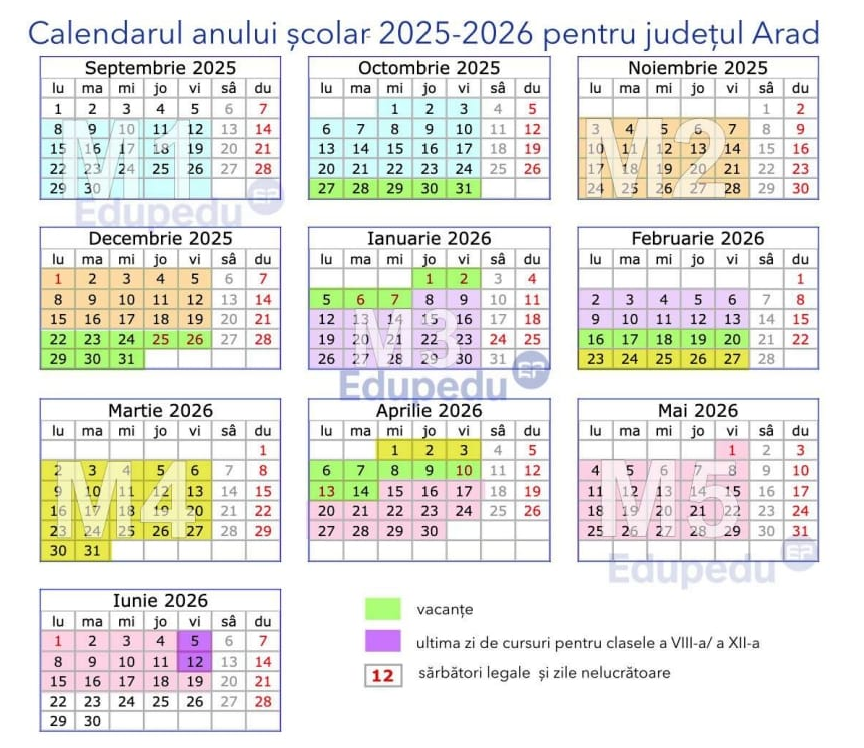 Calendarul anului școlar 2025-2026 pentru județul Arad
Septembrie 2025
lu ma mi jo vi sâ du
1 2 3 4 5 6 7
8 9 10 11 12 13 14
15 16 17 18 19 20 21
22 23 24 25 26 27 28
29 30
M1
Edupedu
EP
Octombrie 2025
lu ma mi jo vi sâ du
1 2 3 4 5
6 7 8 9 10 11 12
13 14 15 16 17 18 19
20 21 22 23 24 25 26
27 28 29 30 31
Noiembrie 2025
lu ma mi jo vi sâ du
1 2
3 4 5 6 7 8 9
10 11 12 13 14 15 16
17 18 19 20 21 22 23
24 25 26 27 28 29 30
M2
Decembrie 2025
lu ma mi jo vi sâ du
1 2 3 4 5 6 7
8 9 10 11 12 13 14
15 16 17 18 19 20 21
22 23 24 25 26 27 28
29 30 31
Ianuarie 2026
lu ma mi jo vi sâ du
1 2 3 4
5 6 7 8 9 10 11
12 13 14 15 16 17 18
19 20 21 22 23 24 25
26 27 28 29 30 31
M3
Edupedu
EP
Februarie 2026
lu ma mi jo vi sâ du
1
2 3 4 5 6 7 8
9 10 11 12 13 14 15
16 17 18 19 20 21 22
23 24 25 26 27 28
Martie 2026
lu ma mi jo vi sâ du
1
2 3 4 5 6 7 8
9 10 11 12 13 14 15
16 17 18 19 20 21 22
23 24 25 26 27 28 29
30 31
M4
Aprilie 2026
lu ma mi jo vi sâ du
1 2 3 4 5
6 7 8 9 10 11 12
13 14 15 16 17 18 19
20 21 22 23 24 25 26
27 28 29 30
Mai 2026
lu ma mi jo vi sâ du
1 2 3
4 5 6 7 8 9 10
11 12 13 14 15 16 17
18 19 20 21 22 23 24
25 26 27 28 29 30 31
M5
Edupedu
EP
Iunie 2026
lu ma mi jo vi sâ du
1 2 3 4 5 6 7
8 9 10 11 12 13 14
15 16 17 18 19 20 21
22 23 24 25 26 27 28
29 30
vacanțe
ultima zi de cursuri pentru clasele a VIII-a/ a XII-a
12 sărbători legale și zile nelucrătoare